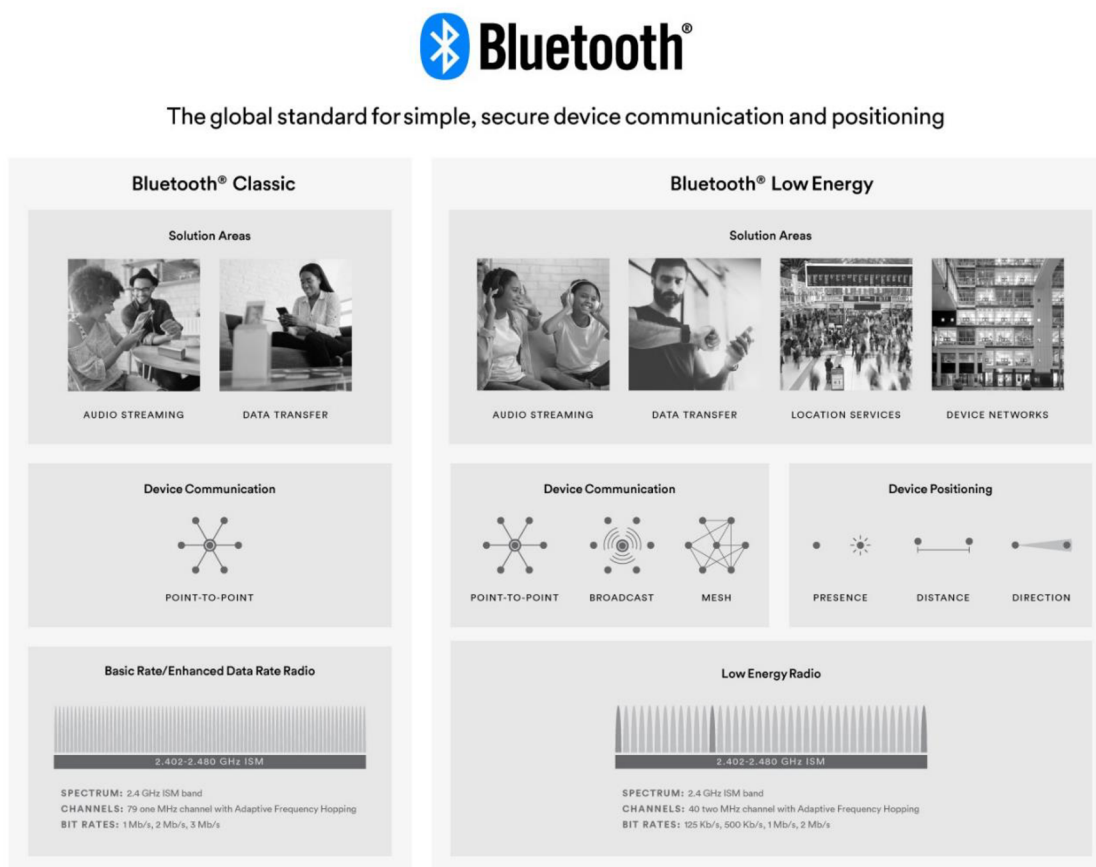 Bluetooth®
The global standard for simple, secure device communication and positioning
Bluetooth® Classic
Solution Areas
AUDIO STREAMING
DATA TRANSFER
Device Communication
POINT-TO-POINT
Basic Rate/Enhanced Data Rate Radio
2.402-2.480 GHz ISM
SPECTRUM: 2.4 GHz ISM band
CHANNELS: 79 one MHz channel with Adaptive Frequency Hopping
BIT RATES: 1 Mb/s, 2 Mb/s, 3 Mb/s
Bluetooth® Low Energy
Solution Areas
AUDIO STREAMING
DATA TRANSFER
LOCATION SERVICES
DEVICE NETWORKS
Device Communication
POINT-TO-POINT
BROADCAST
MESH
Device Positioning
PRESENCE
DISTANCE
DIRECTION
Low Energy Radio
2.402-2.480 GHz ISM
SPECTRUM: 2.4 GHz ISM band
CHANNELS: 40 two MHz channel with Adaptive Frequency Hopping
BIT RATES: 125 Kb/s, 500 Kb/s, 1 Mb/s, 2 Mb/s